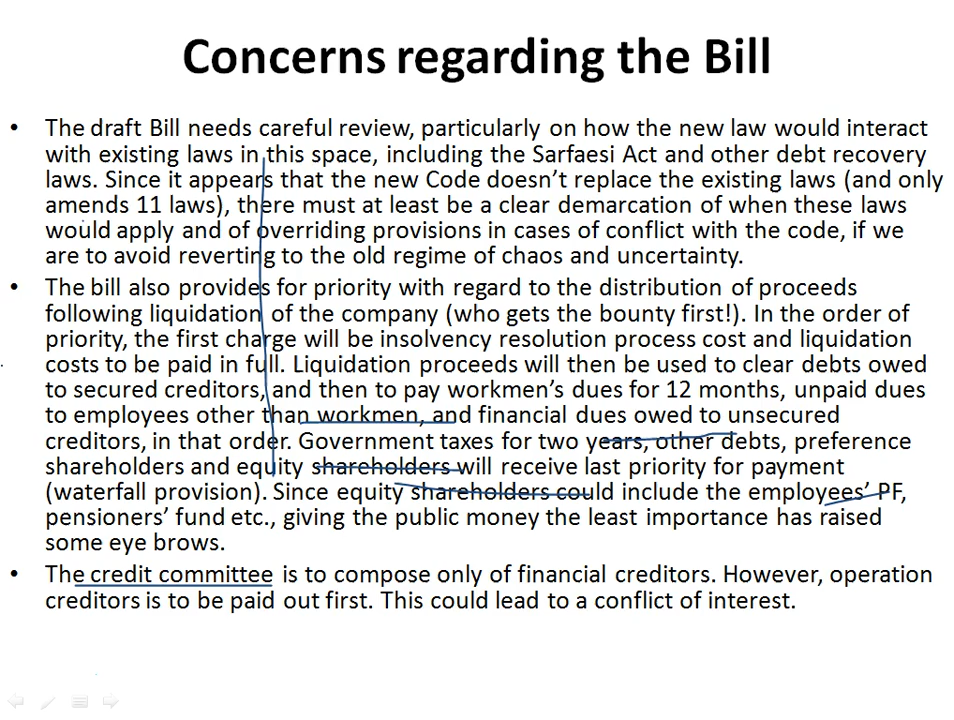 Concerns regarding the Bill
• The draft Bill needs careful review, particularly on how the new law would interact
with existing laws in this space, including the Sarfaesi Act and other debt recovery
laws. Since it appears that the new Code doesn't replace the existing laws (and only
amends 11 laws), there must at least be a clear demarcation of when these laws
would apply and of overriding provisions in cases of conflict with the code, if we
are to avoid reverting to the old regime of chaos and uncertainty.
• The bill also provides for priority with regard to the distribution of proceeds
following liquidation of the company (who gets the bounty first!). In the order of
priority, the first charge will be insolvency resolution process cost and liquidation
costs to be paid in full. Liquidation proceeds will then be used to clear debts owed
to secured creditors, and then to pay workmen's dues for 12 months, unpaid dues
to employees other than workmen, and financial dues owed to unsecured
creditors, in that order. Government taxes for two years, other debts, preference
shareholders and equity shareholders will receive last priority for payment
(waterfall provision). Since equity shareholders could include the employees' PF,
pensioners' fund etc., giving the public money the least importance has raised
some eye brows.
• The credit committee is to compose only of financial creditors. However, operation
creditors is to be paid out first. This could lead to a conflict of interest.